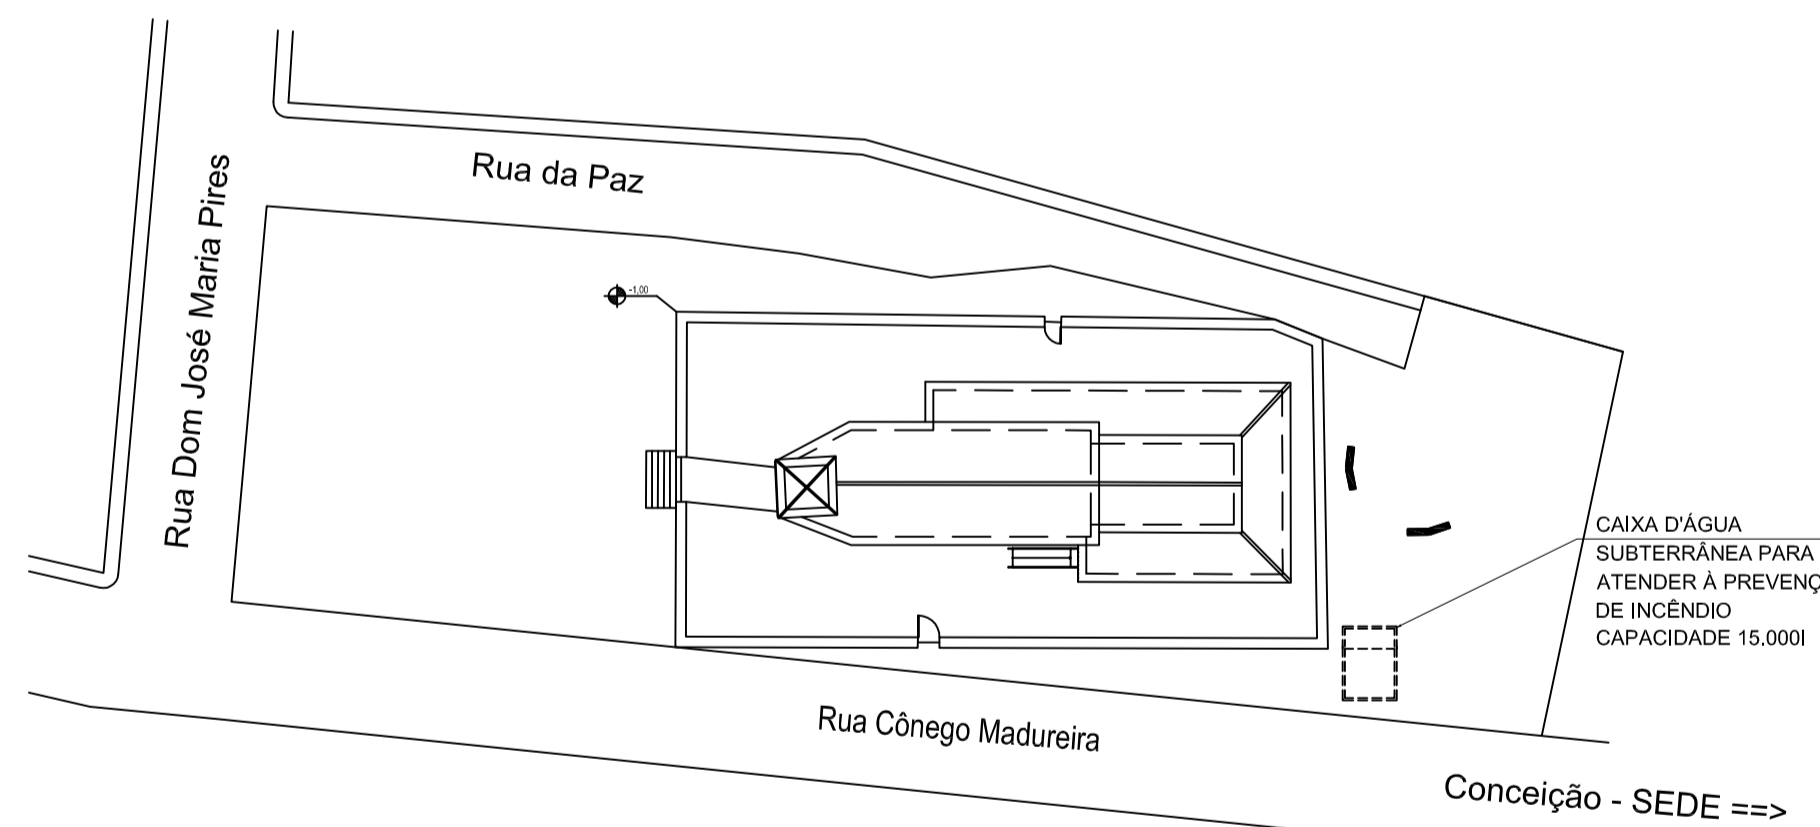 Rua da Paz
Rua Dom José Maria Pires
-1,00
CAIXA D'ÁGUA
SUBTERRÂNEA PARA
ATENDER À PREVENÇ
DE INCÊNDIO
CAPACIDADE 15.000l
Rua Cônego Madureira
Conceição - SEDE ==>